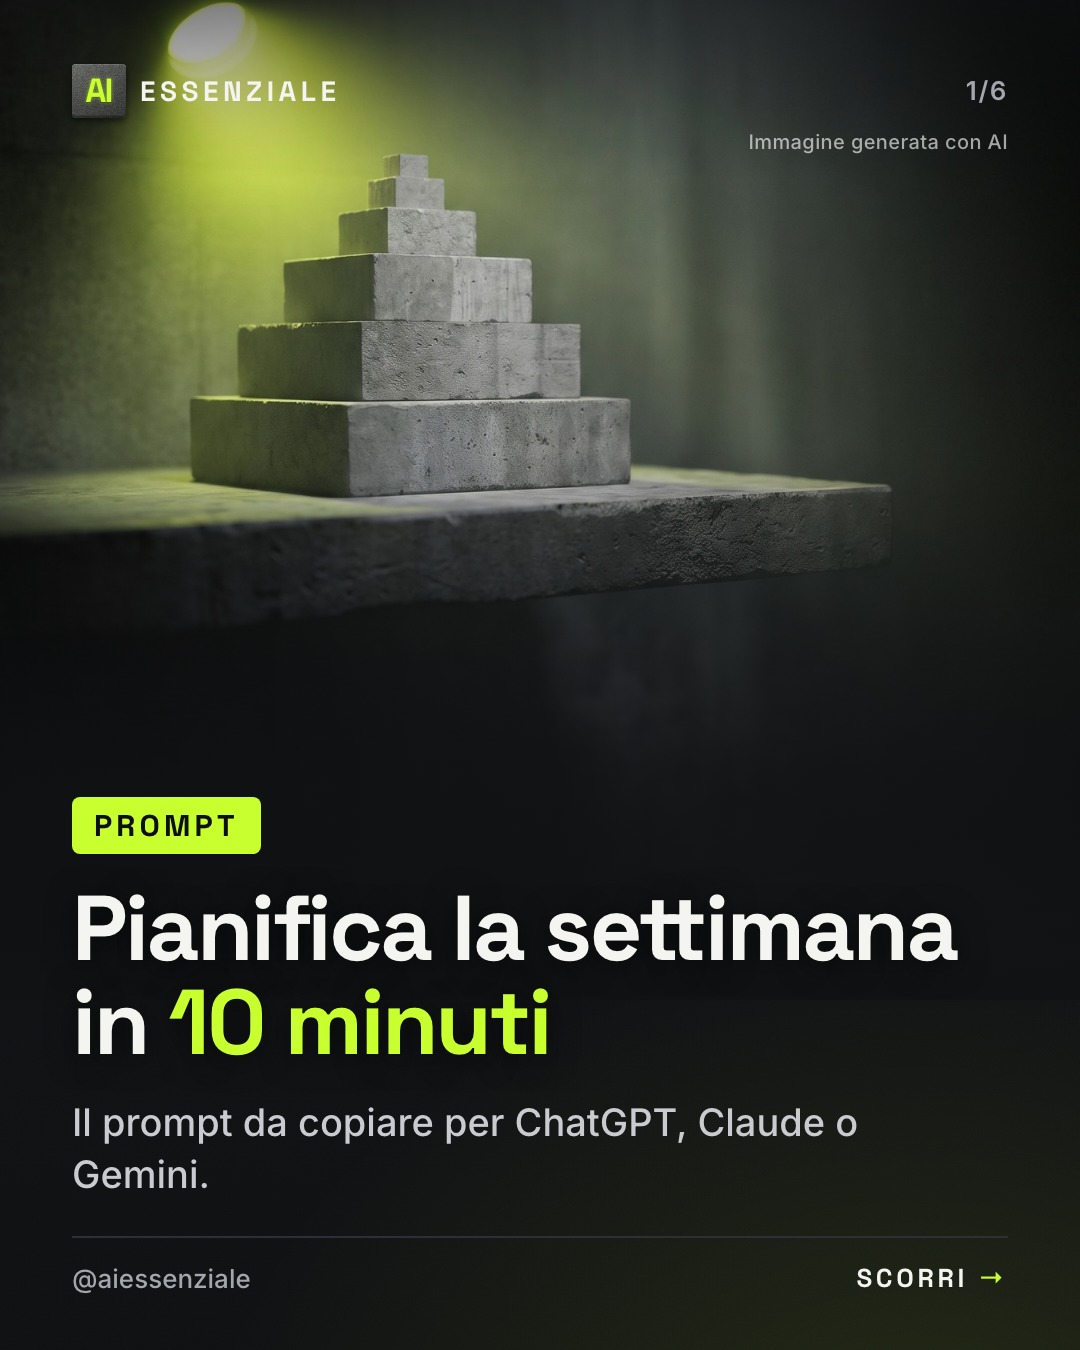 AI ESSENZIALE
1/6
Immagine generata con AI
PROMPT
Pianifica la settimana
in 10 minuti
Il prompt da copiare per ChatGPT, Claude o
Gemini.
@aiessenziale
SCORRI →